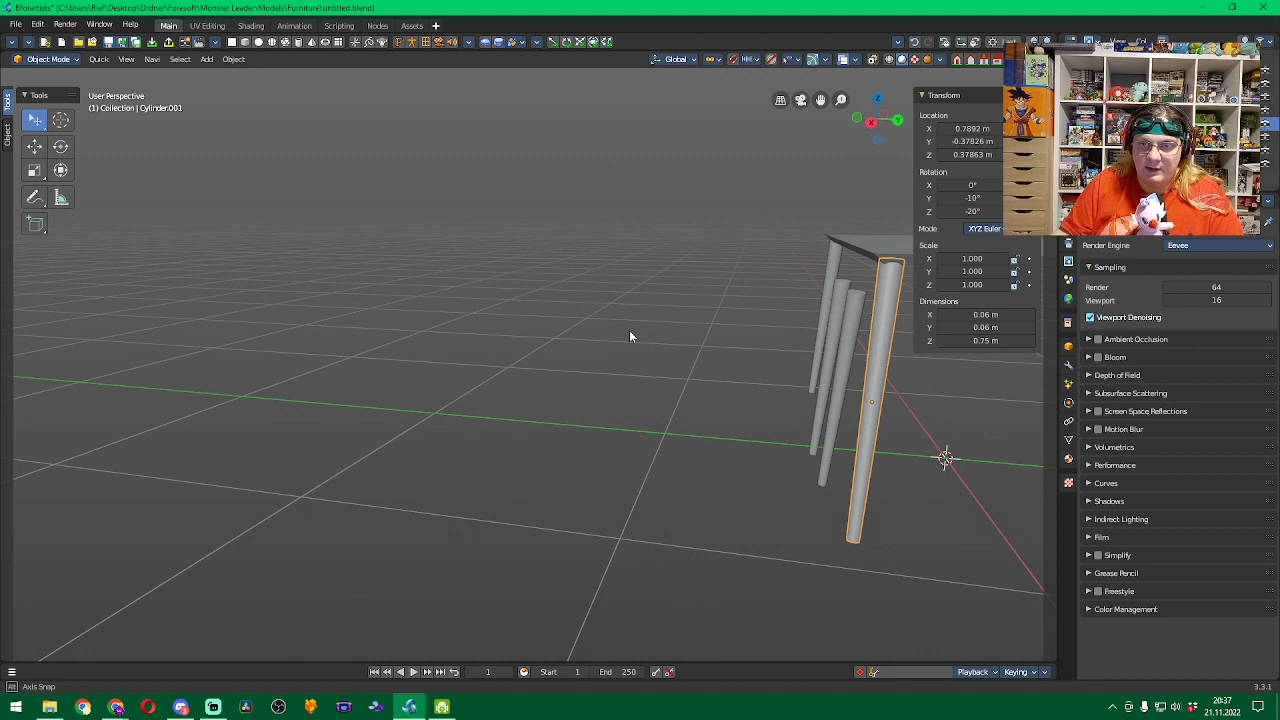 Bforartists* [C:\Users\Riel\Desktop\Ordner\Foresoft\Monster Leader\Models\Furniture\untitled.blend]
File Edit Render Window Help Main UV Editing Shading Animation Scripting Nodes Assets
Object Mode Quick View Navi Select Add Object Global
Tools
Tools
Object
User Perspective
(1) Collection | Cylinder.001
Z
Y
X
Transform
Location
X 0.7892 m
Y -0.37826 m
Z 0.37863 m
Rotation
X 0°
Y -10°
Z -20°
Mode XYZ Euler
Scale
X 1.000
Y 1.000
Z 1.000
Dimensions
X 0.06 m
Y 0.06 m
Z 0.75 m
Render Engine Eevee
Sampling
Render 64
Viewport 16
Viewport Denoising
Ambient Occlusion
Bloom
Depth of Field
Subsurface Scattering
Screen Space Reflections
Motion Blur
Volumetrics
Performance
Curves
Shadows
Indirect Lighting
Film
Simplify
Grease Pencil
Freestyle
Color Management
1 Start 1 End 250 Playback Keying
Axis Snap 3.3.1
20:37
21.11.2022